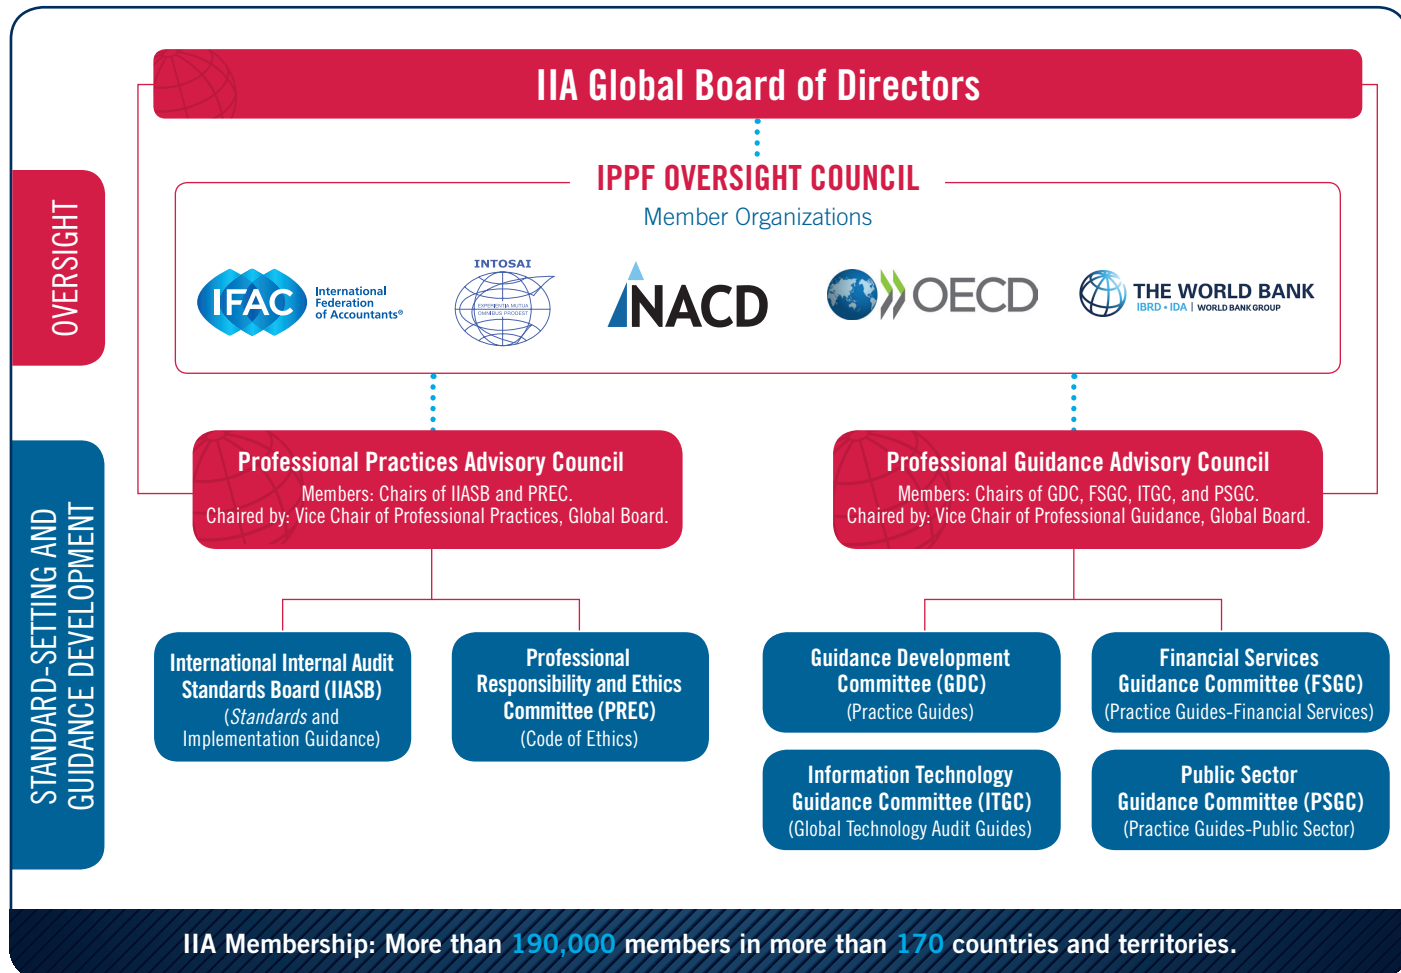 IIA Global Board of Directors
OVERSIGHT
IPPF OVERSIGHT COUNCIL
Member Organizations
IFAC
International
Federation
of Accountants®
INTOSAI
EXPERIENTIA MUTUA
OMNIBUS PRODEST
NACD
OECD
THE WORLD BANK
IBRD • IDA | WORLD BANK GROUP
STANDARD-SETTING AND
GUIDANCE DEVELOPMENT
Professional Practices Advisory Council
Members: Chairs of IIASB and PREC.
Chaired by: Vice Chair of Professional Practices, Global Board.
Professional Guidance Advisory Council
Members: Chairs of GDC, FSGC, ITGC, and PSGC.
Chaired by: Vice Chair of Professional Guidance, Global Board.
International Internal Audit
Standards Board (IIASB)
(Standards and
Implementation Guidance)
Professional
Responsibility and Ethics
Committee (PREC)
(Code of Ethics)
Guidance Development
Committee (GDC)
(Practice Guides)
Financial Services
Guidance Committee (FSGC)
(Practice Guides-Financial Services)
Information Technology
Guidance Committee (ITGC)
(Global Technology Audit Guides)
Public Sector
Guidance Committee (PSGC)
(Practice Guides-Public Sector)
IIA Membership: More than 190,000 members in more than 170 countries and territories.